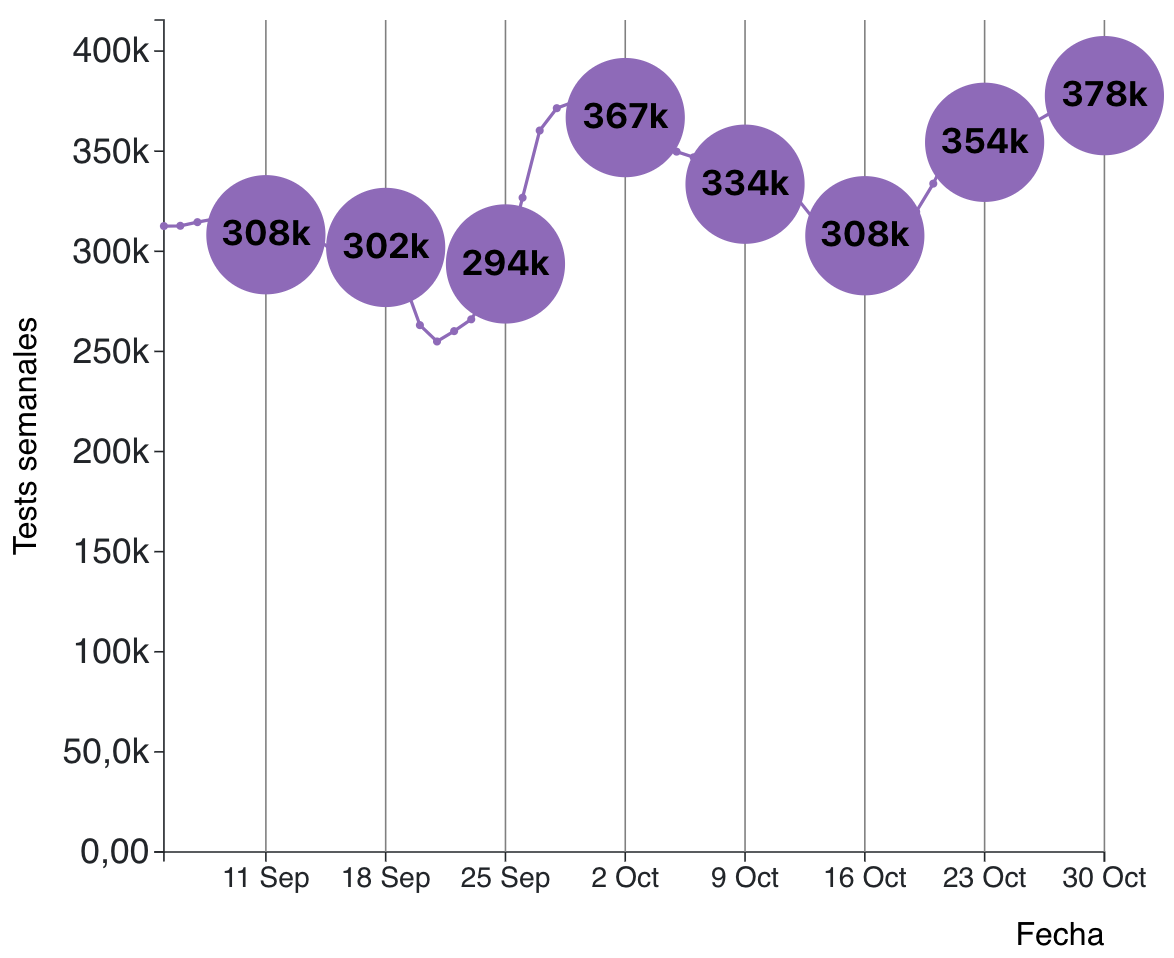 400k
350k
300k
250k
200k
150k
100k
50,0k
0,00
Tests semanales
308k
302k
294k
367k
334k
308k
354k
378k
11 Sep
18 Sep
25 Sep
2 Oct
9 Oct
16 Oct
23 Oct
30 Oct
Fecha